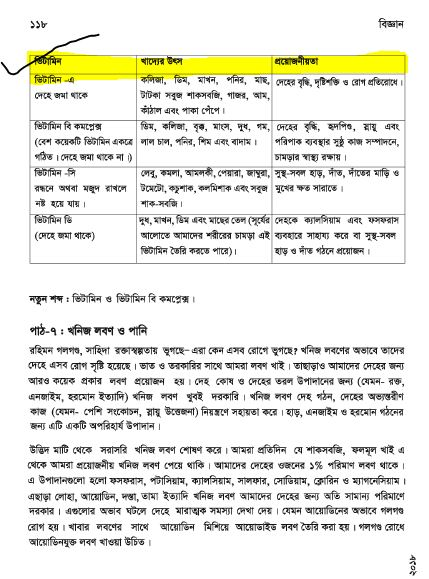 ১১৮ বিজ্ঞান
ভিটামিন খাদ্যের উৎস প্রয়োজনীয়তা
ভিটামিন -এ কলিজা, ডিম, মাখন, পনির, মাছ, দেহের বৃদ্ধি, দৃষ্টিশক্তি ও রোগ প্রতিরোধে।
দেহে জমা থাকে টাটকা সবুজ শাকসবজি, গাজর, আম,
কাঁঠাল এবং পাকা পেঁপে।
ভিটামিন বি কমপ্লেক্স ডিম, কলিজা, বৃক্ক, মাংস, দুধ, গম, দেহের বৃদ্ধি, হৃদপিণ্ড, স্নায়ু এবং
(বেশ কয়েকটি ভিটামিন একত্রে লাল চাল, পনির, শিম এবং বাদাম। পরিপাক ব্যবস্থার সুষ্ঠু কাজ সম্পাদনে,
গঠিত। দেহে জমা থাকে না।) চামড়ার স্বাস্থ্য রক্ষায়।
ভিটামিন -সি লেবু, কমলা, আমলকী, পেয়ারা, জাম্বুরা, সুস্থ-সবল হাড়, দাঁত, দাঁতের মাড়ি ও
রন্ধনে অথবা মজুদ রাখলে টমেটো, কচুশাক, কলমিশাক এবং সবুজ মুখের ক্ষত সারাতে।
নষ্ট হয়ে যায়। শাক-সবজি।
ভিটামিন ডি দুধ, মাখন, ডিম এবং মাছের তেল (সূর্যের দেহকে ক্যালসিয়াম এবং ফসফরাস
(দেহে জমা থাকে) আলোতে আমাদের শরীরের চামড়া এই ব্যবহারে সাহায্য করে বা সুস্থ-সবল
ভিটামিন তৈরি করতে পারে)। হাড় ও দাঁত গঠনে প্রয়োজন।
নতুন শব্দ : ভিটামিন ও ভিটামিন বি কমপ্লেক্স।
পাঠ-৭ : খনিজ লবণ ও পানি
রহিমন গলগণ্ড, সাহিদা রক্তাস্বল্পতায় ভুগছে– এরা কেন এসব রোগে ভুগছে? খনিজ লবণের অভাবে তাদের
দেহে এসব রোগ সৃষ্টি হয়েছে। ভাত ও তরকারির সাথে আমরা লবণ খাই। তাছাড়াও আমাদের দেহের জন্য
আরও কয়েক প্রকার লবণ প্রয়োজন হয়। দেহ কোষ ও দেহের তরল উপাদানের জন্য (যেমন- রক্ত,
এনজাইম, হরমোন ইত্যাদি) খনিজ লবণ খুবই দরকারি। খনিজ লবণ দেহ গঠন, দেহের অভ্যন্তরীণ
কাজ (যেমন- পেশি সংকোচন, স্নায়ু উত্তেজনা) নিয়ন্ত্রণে সহায়তা করে। হাড়, এনজাইম ও হরমোন গঠনের
জন্য এটি একটি অপরিহার্য উপাদান।
উদ্ভিদ মাটি থেকে সরাসরি খনিজ লবণ শোষণ করে। আমরা প্রতিদিন যে শাকসবজি, ফলমূল খাই এ
থেকে আমরা প্রয়োজনীয় খনিজ লবণ পেয়ে থাকি। আমাদের দেহের ওজনের ১% পরিমাণ লবণ থাকে।
এ উপাদানগুলো হলো ফসফরাস, পটাসিয়াম, ক্যালসিয়াম, সালফার, সোডিয়াম, ক্লোরিন ও ম্যাগনেসিয়াম।
এছাড়া লোহা, আয়োডিন, দস্তা, তামা ইত্যাদি খনিজ লবণ আমাদের দেহের জন্য অতি সামান্য পরিমাণে
দরকার। এগুলোর অভাব ঘটলে দেহে মারাত্মক সমস্যা দেখা দেয়। যেমন আয়োডিনের অভাবে গলগণ্ড
রোগ হয়। খাবার লবণের সাথে আয়োডিন মিশিয়ে আয়োডাইড লবণ তৈরি করা হয়। গলগণ্ড রোধে
আয়োডিনযুক্ত লবণ খাওয়া উচিত।